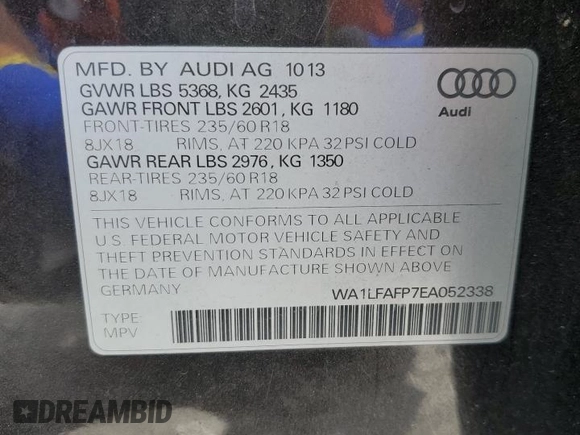 MFD. BY AUDI AG 10 13
GVWR LBS 5368, KG 2435
GAWR FRONT LBS 2601, KG 1180
FRONT-TIRES 235/60 R18
8JX18 RIMS, AT 220 KPA 32 PSI COLD
GAWR REAR LBS 2976, KG 1350
REAR-TIRES 235/60 R18
8JX18 RIMS, AT 220 KPA 32 PSI COLD
Audi
THIS VEHICLE CONFORMS TO ALL APPLICABLE
U.S. FEDERAL MOTOR VEHICLE SAFETY AND
THEFT PREVENTION STANDARDS IN EFFECT ON
THE DATE OF MANUFACTURE SHOWN ABOVE
GERMANY
WA1LFAFP7EA052338
TYPE:
MPV
DREAMBID